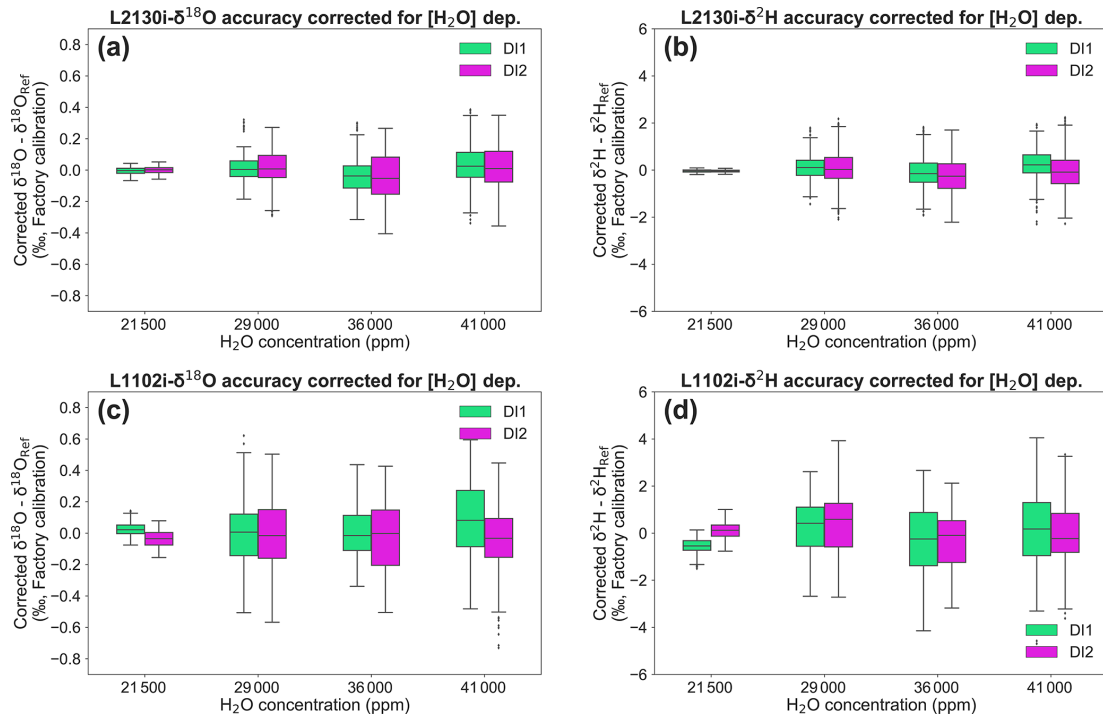 L2130i-δ¹⁸O accuracy corrected for [H₂O] dep.
(a)
DI1
DI2
0.8
0.6
0.4
0.2
0.0
−0.2
−0.4
−0.6
−0.8
Corrected δ¹⁸O - δ¹⁸O_Ref
(‰, Factory calibration)
21 500 29 000 36 000 41 000
H₂O concentration (ppm)
L2130i-δ²H accuracy corrected for [H₂O] dep.
(b)
DI1
DI2
6
4
2
0
−2
−4
−6
Corrected δ²H - δ²H_Ref
(‰, Factory calibration)
21 500 29 000 36 000 41 000
H₂O concentration (ppm)
L1102i-δ¹⁸O accuracy corrected for [H₂O] dep.
(c)
DI1
DI2
0.8
0.6
0.4
0.2
0.0
−0.2
−0.4
−0.6
−0.8
Corrected δ¹⁸O - δ¹⁸O_Ref
(‰, Factory calibration)
21 500 29 000 36 000 41 000
H₂O concentration (ppm)
L1102i-δ²H accuracy corrected for [H₂O] dep.
(d)
6
4
2
0
−2
−4
−6
Corrected δ²H - δ²H_Ref
(‰, Factory calibration)
DI1
DI2
21 500 29 000 36 000 41 000
H₂O concentration (ppm)